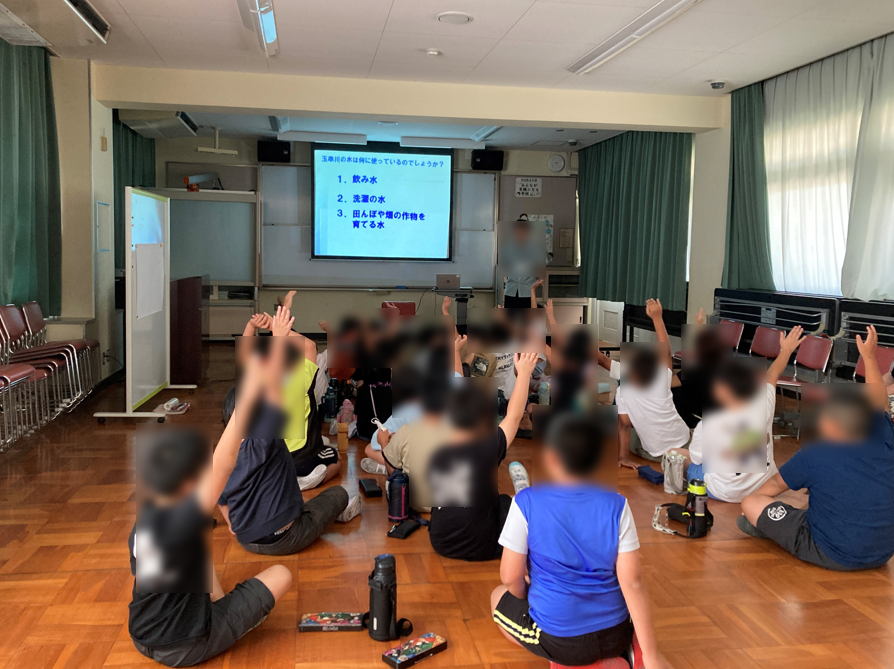 玉串川の水は何に使っているのでしょうか？
1．飲み水
2．洗濯の水
3．田んぼや畑の作物を
育てる水